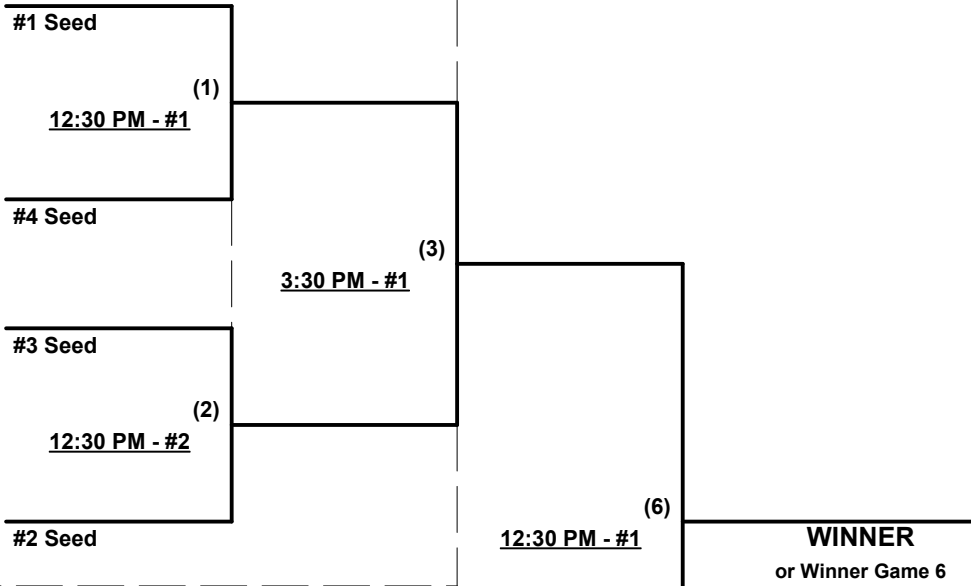 #1 Seed
(1)
12:30 PM - #1
#4 Seed
(3)
3:30 PM - #1
#3 Seed
(2)
12:30 PM - #2
#2 Seed
(6)
12:30 PM - #1
WINNER
or Winner Game 6